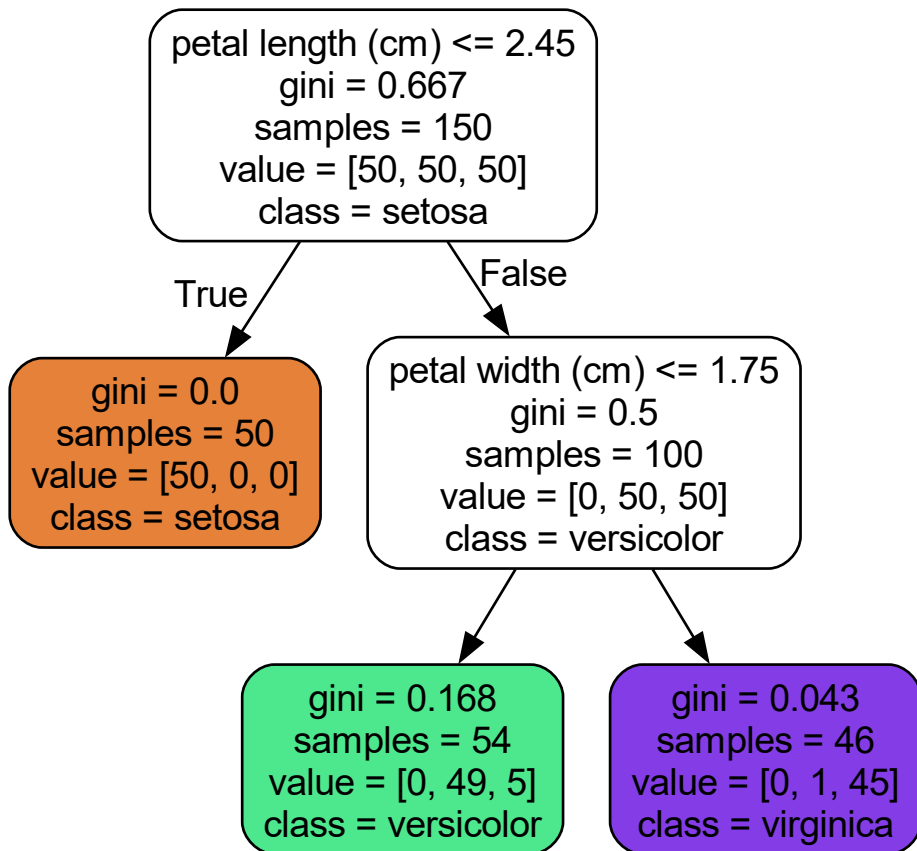 petal length (cm) <= 2.45
gini = 0.667
samples = 150
value = [50, 50, 50]
class = setosa
True
False
gini = 0.0
samples = 50
value = [50, 0, 0]
class = setosa
petal width (cm) <= 1.75
gini = 0.5
samples = 100
value = [0, 50, 50]
class = versicolor
gini = 0.168
samples = 54
value = [0, 49, 5]
class = versicolor
gini = 0.043
samples = 46
value = [0, 1, 45]
class = virginica